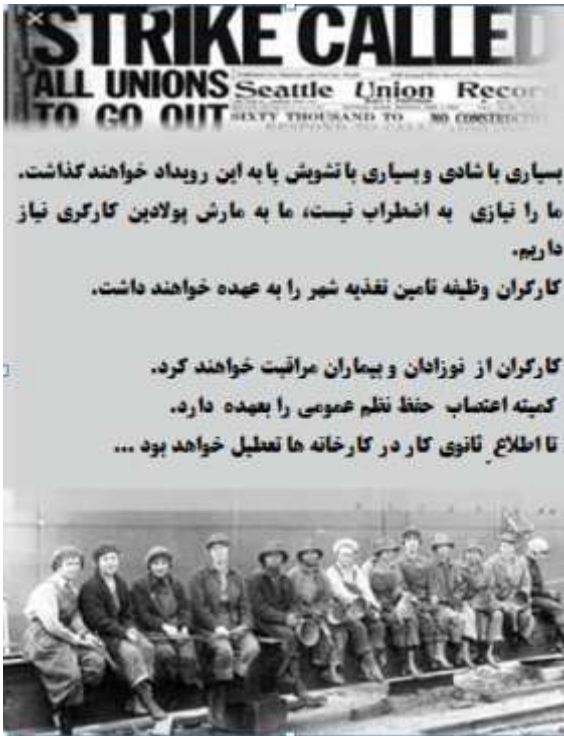 STRIKE CALLED
ALL UNIONS
TO GO OUT
Seattle Union Recor
SIXTY THOUSAND TO
بسیاری با شادی و بسیاری با تشویش پا به این رویداد خواهند گذاشت.
ما را نیازی به اضطراب نیست، ما به مارش پولادین کارگری نیاز
داریم.
کارگران وظیفه تامین تغذیه شهر را به عهده خواهند داشت.
کارگران از نوزادان و بیماران مراقبت خواهند کرد.
کمیته اعتصاب حفظ نظم عمومی را بعهده دارد.
تا اطلاع ِ ثانوی کار در کارخانه ها تعطیل خواهد بود ...